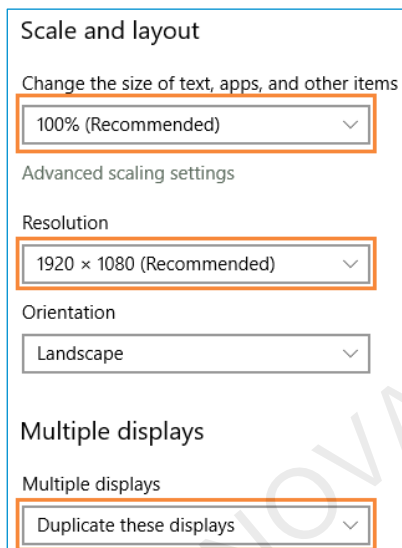 Scale and layout
Change the size of text, apps, and other items
100% (Recommended)
Advanced scaling settings
Resolution
1920 × 1080 (Recommended)
Orientation
Landscape
Multiple displays
Multiple displays
Duplicate these displays